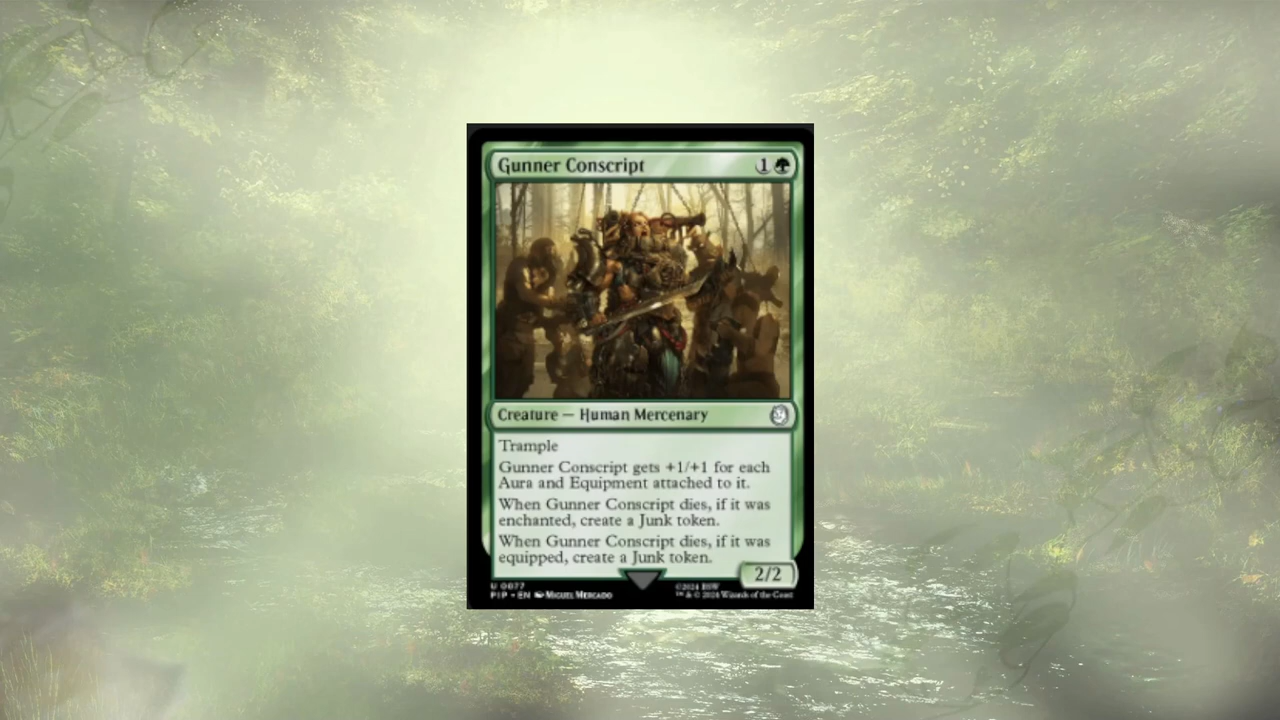 Gunner Conscript 1
Creature — Human Mercenary
Trample
Gunner Conscript gets +1/+1 for each
Aura and Equipment attached to it.
When Gunner Conscript dies, if it was
enchanted, create a Junk token.
When Gunner Conscript dies, if it was
equipped, create a Junk token.
2/2
U 0077
PIP • EN Miguel Mercado
©2024 BSW
™ & © 2024 Wizards of the Coast